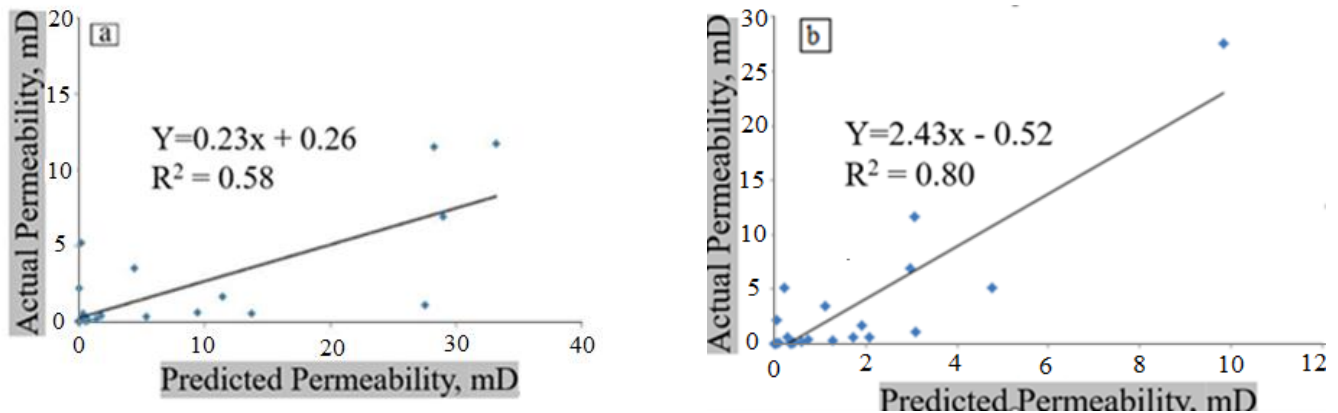 a
Actual Permeability, mD
20
15
10
5
0
Y=0.23x + 0.26
R² = 0.58
0 10 20 30 40
Predicted Permeability, mD
b
Actual Permeability, mD
30
25
20
15
10
5
0
Y=2.43x - 0.52
R² = 0.80
0 2 4 6 8 10 12
Predicted Permeability, mD